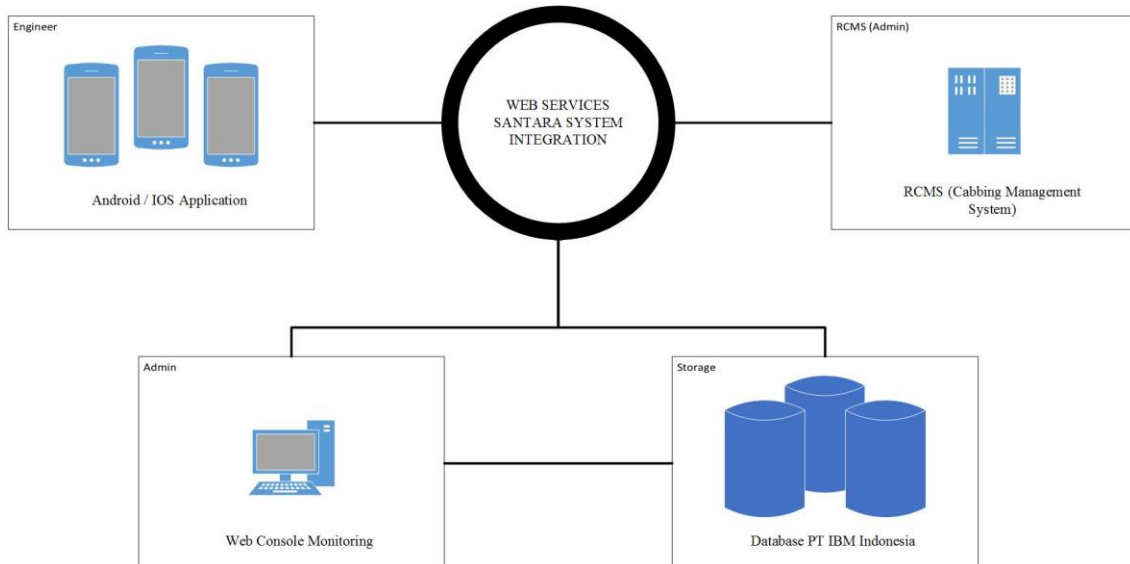 Engineer
Android / IOS Application
WEB SERVICES
SANTARA SYSTEM
INTEGRATION
RCMS (Admin)
RCMS (Cabbing Management
System)
Admin
Web Console Monitoring
Storage
Database PT IBM Indonesia